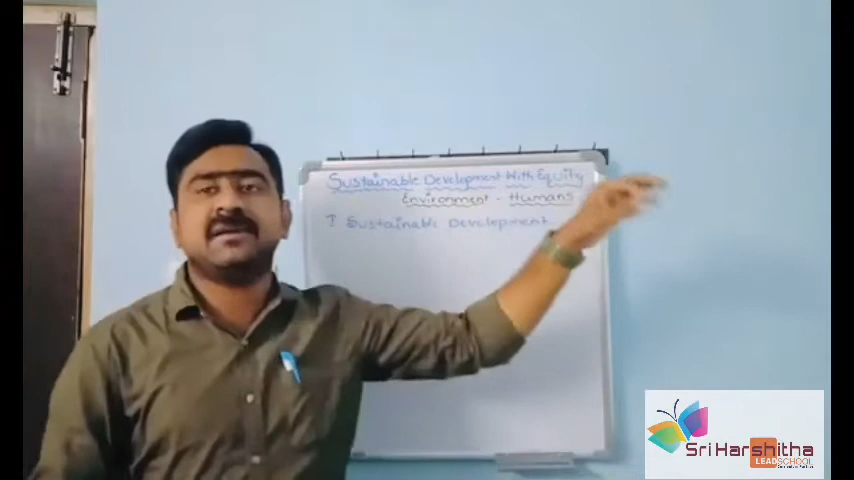 Sustainable Development With Equity
Environment - Humans
Sustainable Development
Sri Harshitha
LEAD SCHOOL